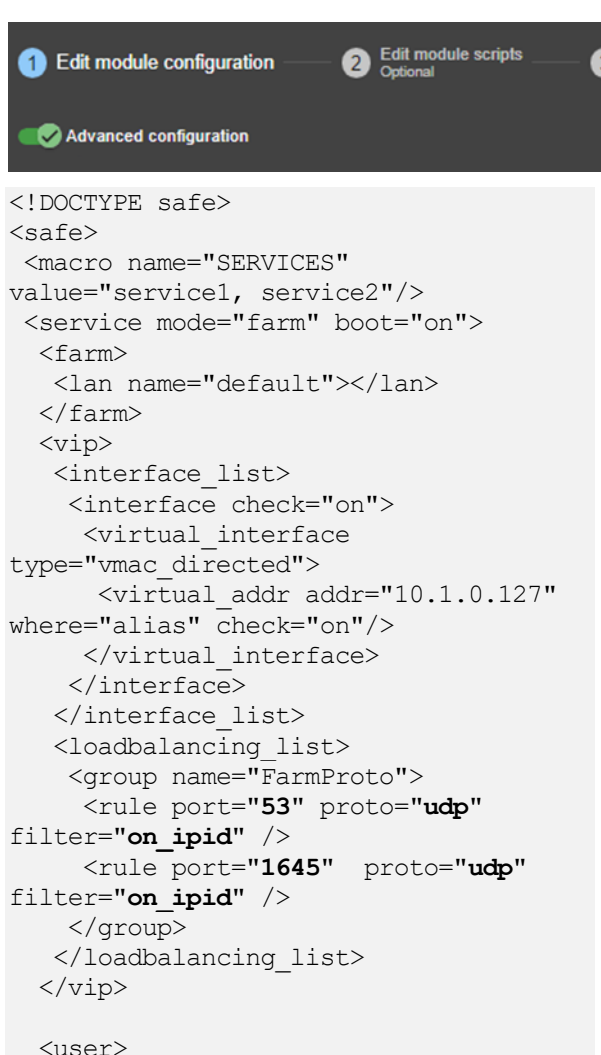 1 Edit module configuration 2 Edit module scripts
Optional
Advanced configuration
<!DOCTYPE safe>
<safe>
 <macro name="SERVICES"
value="service1, service2"/>
 <service mode="farm" boot="on">
  <farm>
   <lan name="default"></lan>
  </farm>
  <vip>
   <interface_list>
    <interface check="on">
     <virtual_interface
type="vmac_directed">
      <virtual_addr addr="10.1.0.127"
where="alias" check="on"/>
     </virtual_interface>
    </interface>
   </interface_list>
   <loadbalancing_list>
    <group name="FarmProto">
     <rule port="53" proto="udp"
filter="on_ipid" />
     <rule port="1645"  proto="udp"
filter="on_ipid" />
    </group>
   </loadbalancing_list>
  </vip>
  <user>